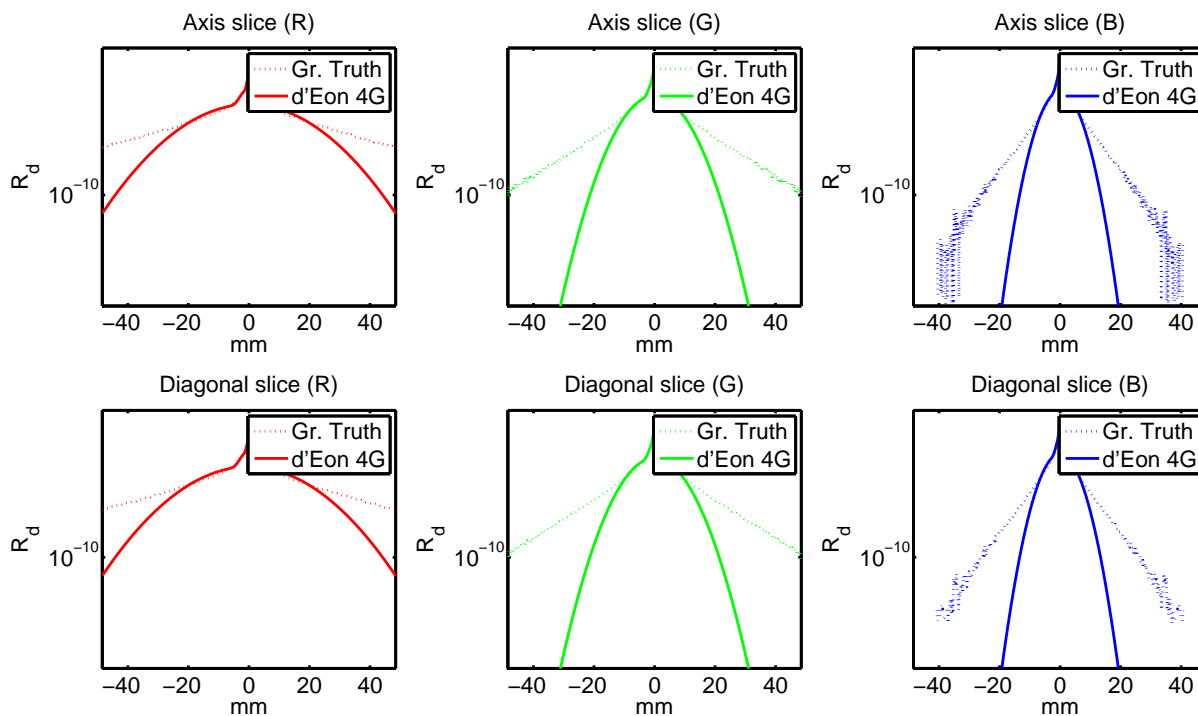 Axis slice (R)
Axis slice (G)
Axis slice (B)
Gr. Truth
d'Eon 4G
Gr. Truth
d'Eon 4G
Gr. Truth
d'Eon 4G
R_d
10^−10
R_d
10^−10
R_d
10^−10
−40 −20 0 20 40
−40 −20 0 20 40
−40 −20 0 20 40
mm
mm
mm
Diagonal slice (R)
Diagonal slice (G)
Diagonal slice (B)
Gr. Truth
d'Eon 4G
Gr. Truth
d'Eon 4G
Gr. Truth
d'Eon 4G
R_d
10^−10
R_d
10^−10
R_d
10^−10
−40 −20 0 20 40
−40 −20 0 20 40
−40 −20 0 20 40
mm
mm
mm